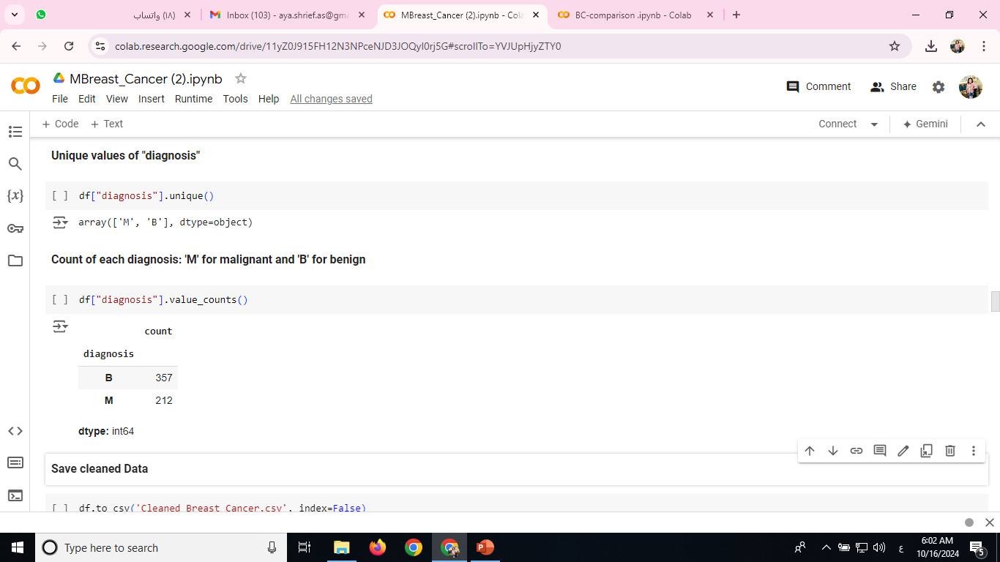 (١٨) واتساب
Inbox (103) - aya.shrief.as@gma
MBreast_Cancer (2).ipynb - Cola
BC-comparison .ipynb - Colab
colab.research.google.com/drive/11yZ0J915FH12N3NPceNJD3JOQyI0rj5G#scrollTo=YVJUpHjyZTY0
MBreast_Cancer (2).ipynb
Comment
Share
File Edit View Insert Runtime Tools Help All changes saved
+ Code + Text
Connect
Gemini
Unique values of "diagnosis"
{x}
[ ] df["diagnosis"].unique()
array(['M', 'B'], dtype=object)
Count of each diagnosis: 'M' for malignant and 'B' for benign
[ ] df["diagnosis"].value_counts()
count
diagnosis
B 357
M 212
dtype: int64
Save cleaned Data
[ ] df.to_csv('Cleaned_Breast_Cancer.csv', index=False)
Type here to search
ع
6:02 AM
10/16/2024
5